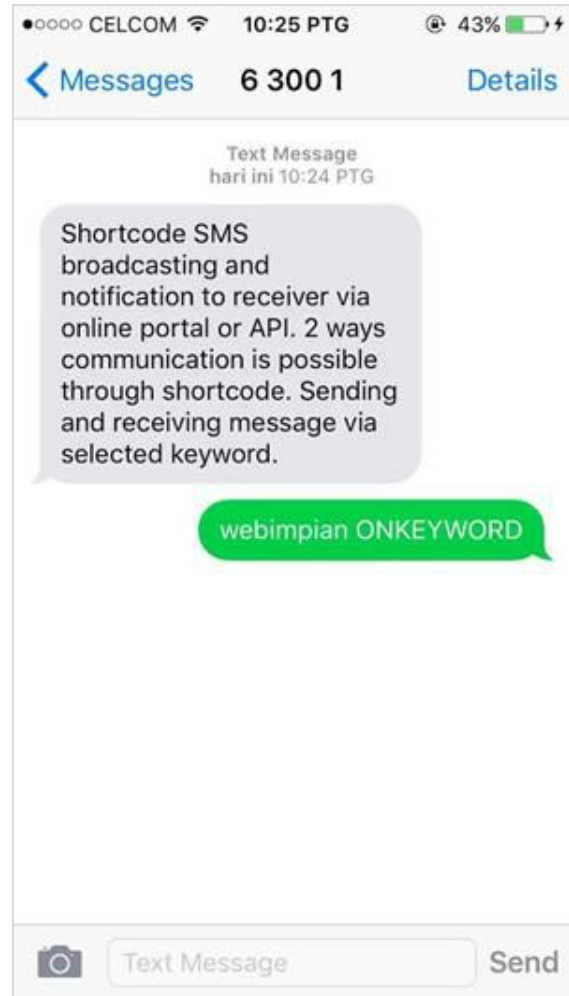 CELCOM 10:25 PTG 43%
Messages 6 300 1 Details
Text Message
hari ini 10:24 PTG
Shortcode SMS
broadcasting and
notification to receiver via
online portal or API. 2 ways
communication is possible
through shortcode. Sending
and receiving message via
selected keyword.
webimpian ONKEYWORD
Text Message Send